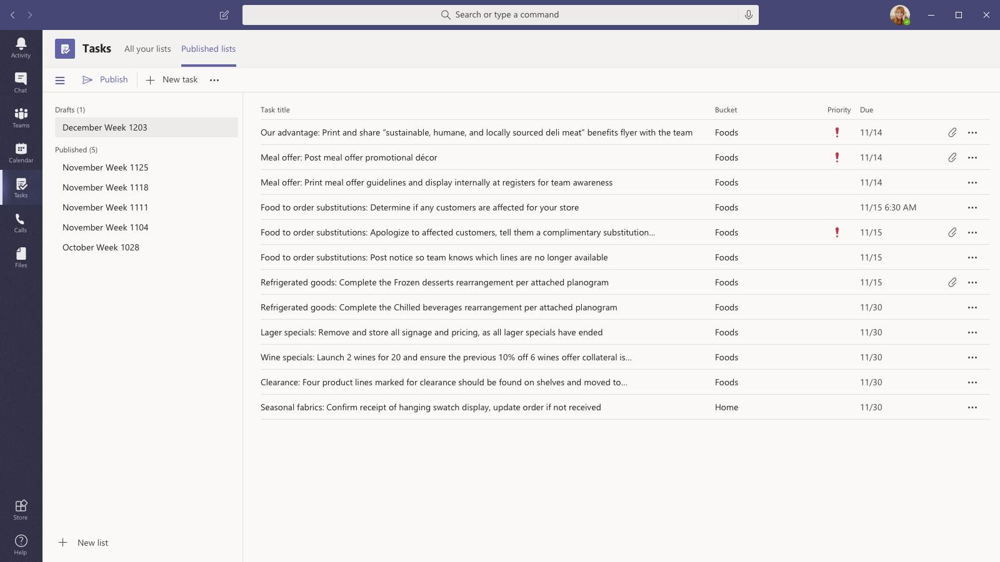 Search or type a command
Activity
Chat
Teams
Calendar
Tasks
Calls
Files
Store
Help
Tasks
All your lists
Published lists
Publish
New task
Drafts (1)
December Week 1203
Published (5)
November Week 1125
November Week 1118
November Week 1111
November Week 1104
October Week 1028
New list
Task title Bucket Priority Due
Our advantage: Print and share “sustainable, humane, and locally sourced deli meat” benefits flyer with the team Foods 11/14
Meal offer: Post meal offer promotional décor Foods 11/14
Meal offer: Print meal offer guidelines and display internally at registers for team awareness Foods 11/14
Food to order substitutions: Determine if any customers are affected for your store Foods 11/15 6:30 AM
Food to order substitutions: Apologize to affected customers, tell them a complimentary substitution... Foods 11/15
Food to order substitutions: Post notice so team knows which lines are no longer available Foods 11/15
Refrigerated goods: Complete the Frozen desserts rearrangement per attached planogram Foods 11/15
Refrigerated goods: Complete the Chilled beverages rearrangement per attached planogram Foods 11/30
Lager specials: Remove and store all signage and pricing, as all lager specials have ended Foods 11/30
Wine specials: Launch 2 wines for 20 and ensure the previous 10% off 6 wines offer collateral is... Foods 11/30
Clearance: Four product lines marked for clearance should be found on shelves and moved to... Foods 11/30
Seasonal fabrics: Confirm receipt of hanging swatch display, update order if not received Home 11/30